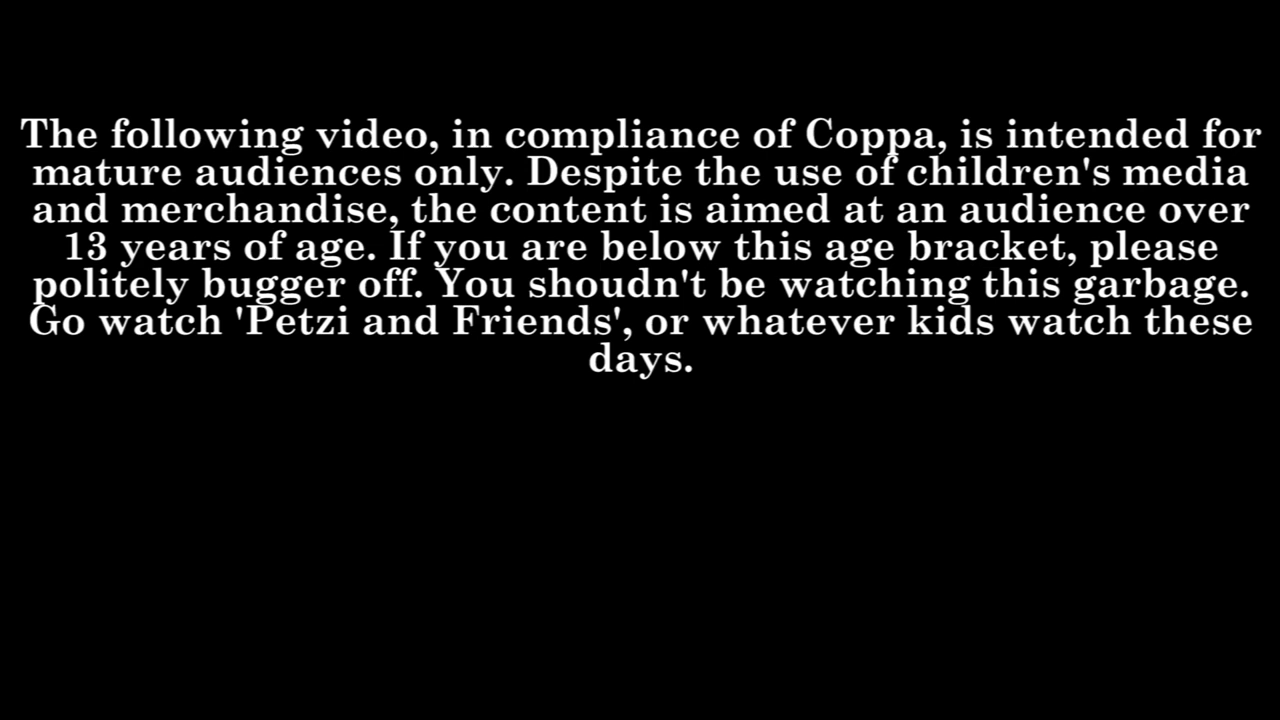 The following video, in compliance of Coppa, is intended for
mature audiences only. Despite the use of children's media
and merchandise, the content is aimed at an audience over
13 years of age. If you are below this age bracket, please
politely bugger off. You shoudn't be watching this garbage.
Go watch 'Petzi and Friends', or whatever kids watch these
days.